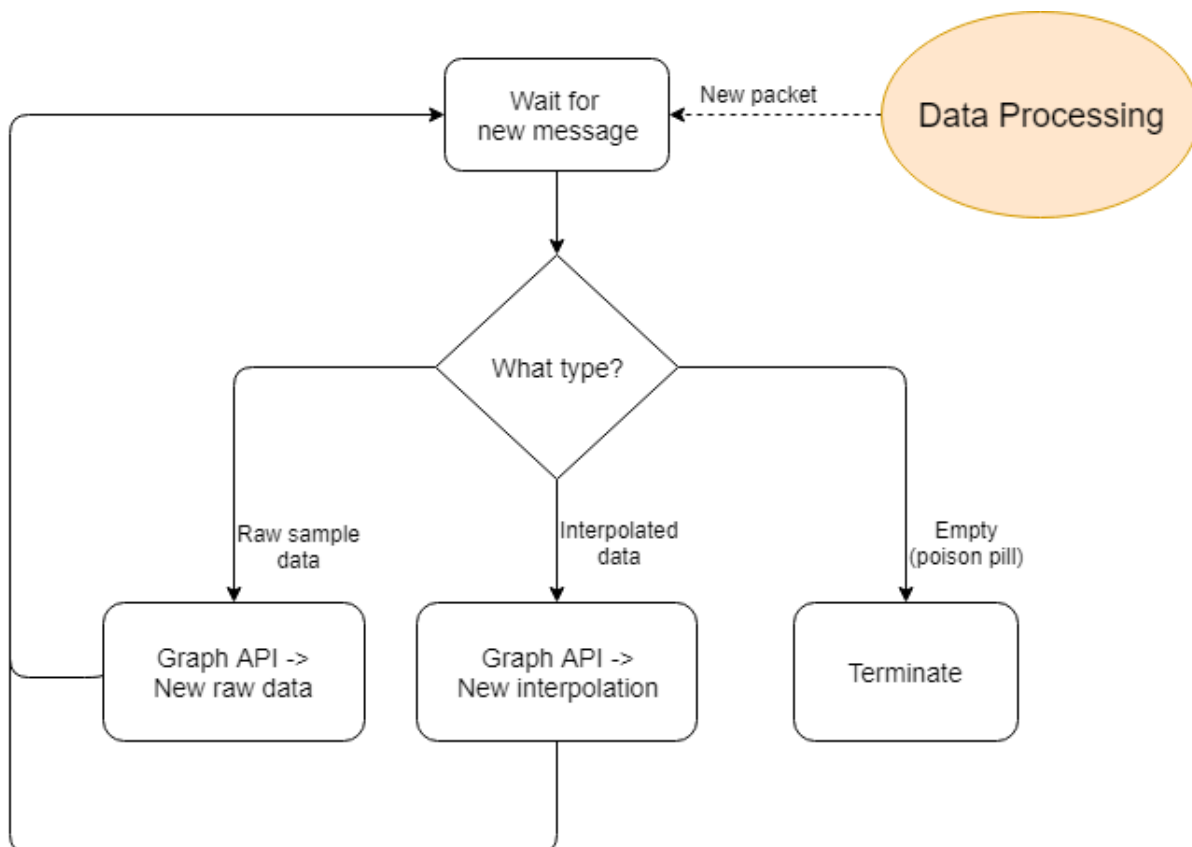 Wait for
new message
New packet
Data Processing
What type?
Raw sample
data
Interpolated
data
Empty
(poison pill)
Graph API ->
New raw data
Graph API ->
New interpolation
Terminate